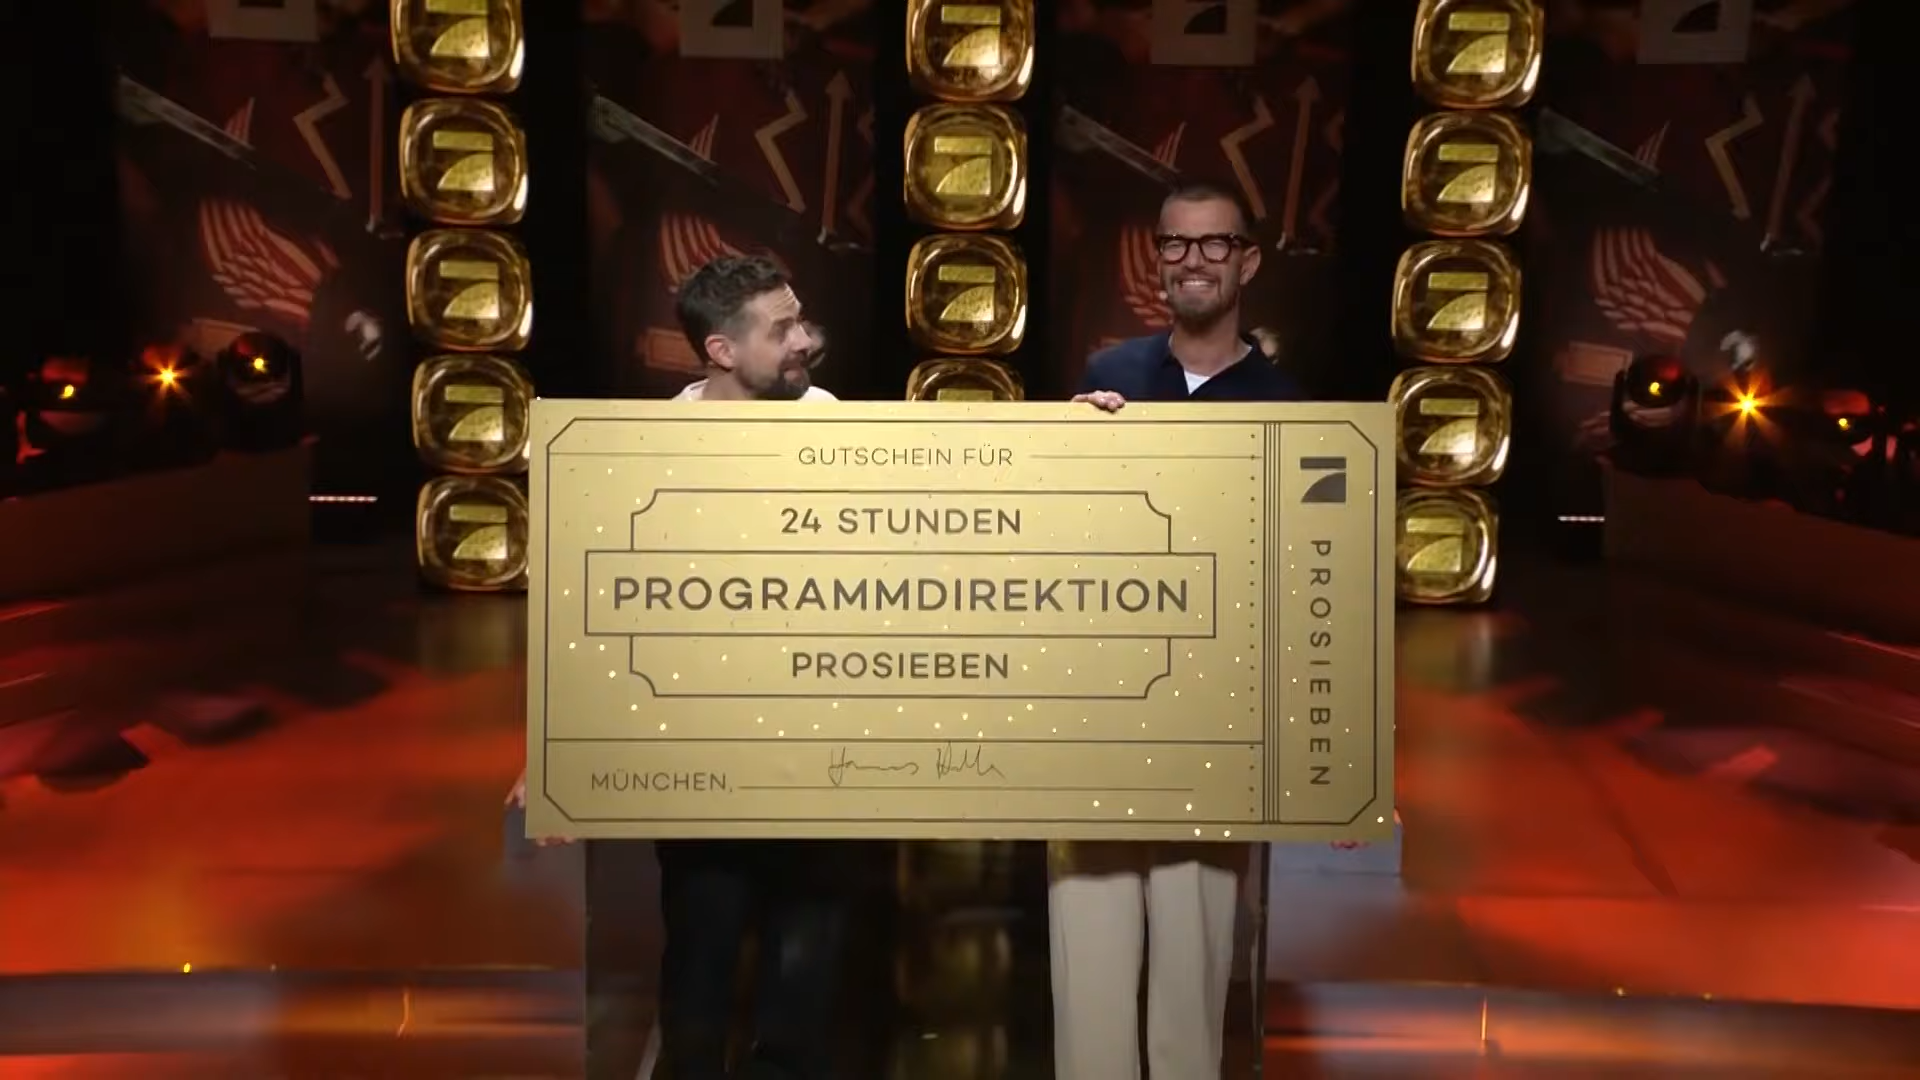 GUTSCHEIN FÜR
24 STUNDEN
PROGRAMMDIREKTION
PROSIEBEN
MÜNCHEN,
PROSIEBEN